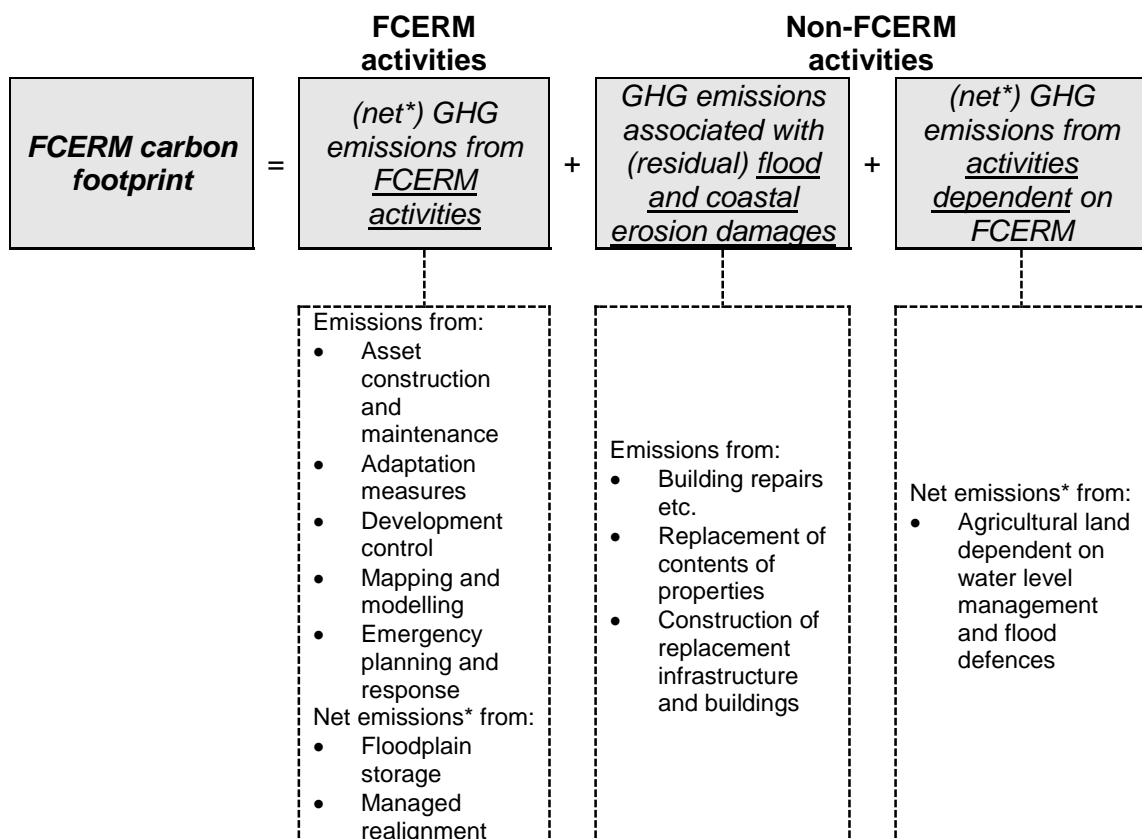 FCERM
activities
Non-FCERM
activities
FCERM carbon
footprint
=
(net*) GHG
emissions from
FCERM
activities
+
GHG emissions
associated with
(residual) flood
and coastal
erosion damages
+
(net*) GHG
emissions from
activities
dependent on
FCERM
Emissions from:
• Asset
construction
and
maintenance
• Adaptation
measures
• Development
control
• Mapping and
modelling
• Emergency
planning and
response
Net emissions* from:
• Floodplain
storage
• Managed
realignment
Emissions from:
• Building repairs
etc.
• Replacement of
contents of
properties
• Construction of
replacement
infrastructure
and buildings
Net emissions* from:
• Agricultural land
dependent on
water level
management
and flood
defences